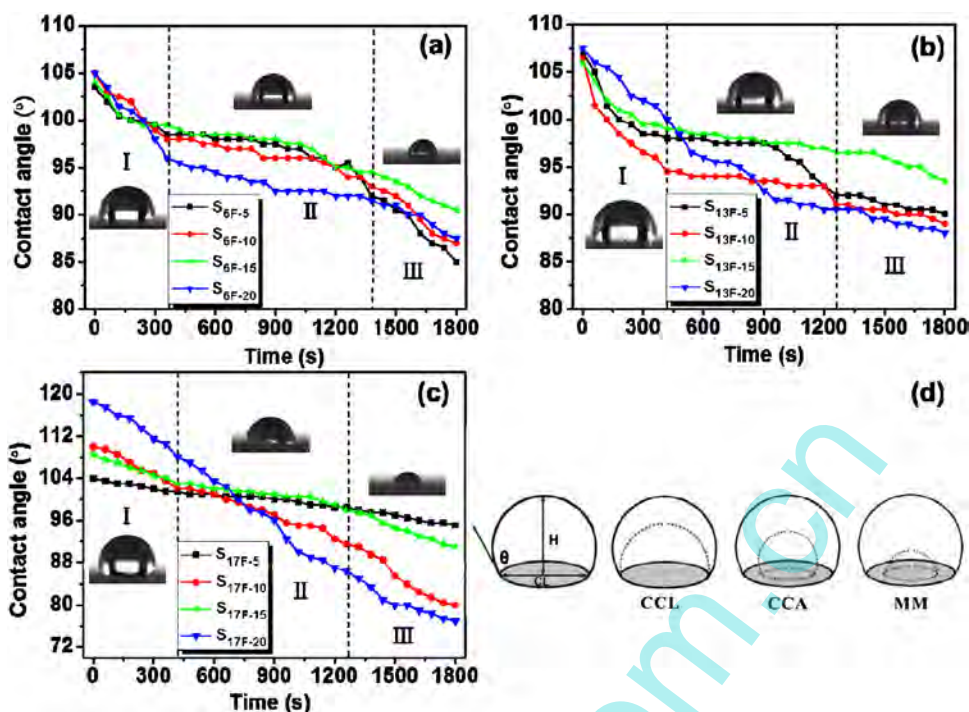 (a)
Contact angle (°)
110
105
100
95
90
85
80
I
II
III
S6F-5
S6F-10
S6F-15
S6F-20
0 300 600 900 1200 1500 1800
Time (s)
(b)
Contact angle (°)
110
105
100
95
90
85
80
I
II
III
S13F-5
S13F-10
S13F-15
S13F-20
0 300 600 900 1200 1500 1800
Time (s)
(c)
Contact angle (°)
120
112
104
96
88
80
72
I
II
III
S17F-5
S17F-10
S17F-15
S17F-20
0 300 600 900 1200 1500 1800
Time (s)
(d)
θ
H
CL
CCL
CCA
MM